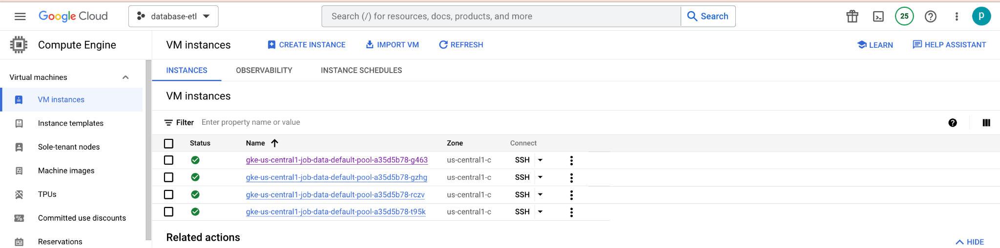 Google Cloud
database-etl
Search (/) for resources, docs, products, and more
Search
25
p
Compute Engine
VM instances
CREATE INSTANCE
IMPORT VM
REFRESH
LEARN
HELP ASSISTANT
Virtual machines
VM instances
Instance templates
Sole-tenant nodes
Machine images
TPUs
Committed use discounts
Reservations
INSTANCES OBSERVABILITY INSTANCE SCHEDULES
VM instances
Filter Enter property name or value
Status Name Zone Connect
gke-us-central1-job-data-default-pool-a35d5b78-g463 us-central1-c SSH
gke-us-central1-job-data-default-pool-a35d5b78-gzhg us-central1-c SSH
gke-us-central1-job-data-default-pool-a35d5b78-rczv us-central1-c SSH
gke-us-central1-job-data-default-pool-a35d5b78-t95k us-central1-c SSH
Related actions
HIDE